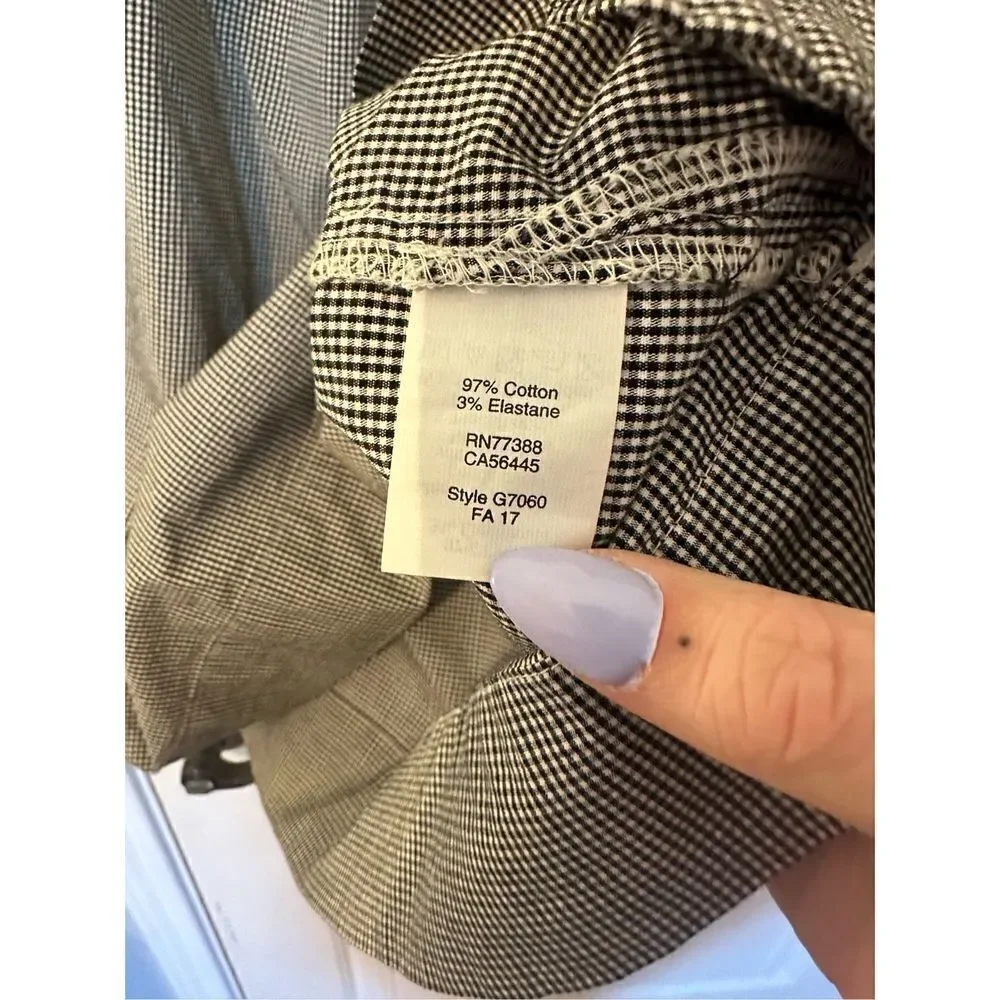 97% Cotton
3% Elastane
RN77388
CA56445
Style G7060
FA 17